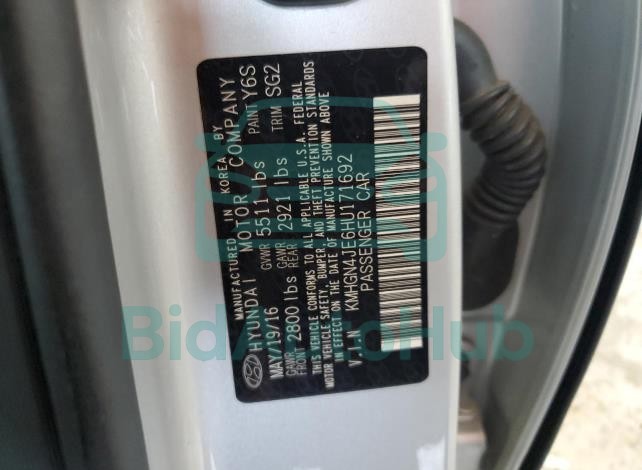 MANUFACTURED IN KOREA BY
HYUNDAI MOTOR COMPANY
MAY/19/16 GVWR 5511 lbs PAINT Y6S
GAWR FRONT 2800 lbs GAWR REAR 2921 lbs TRIM SG2
THIS VEHICLE CONFORMS TO ALL APPLICABLE U.S.A. FEDERAL
MOTOR VEHICLE SAFETY, BUMPER, AND THEFT PREVENTION STANDARDS
IN EFFECT ON THE DATE OF MANUFACTURE SHOWN ABOVE
V.I.N KMHGN4JE6HU171692
PASSENGER CAR
BidAutoHub